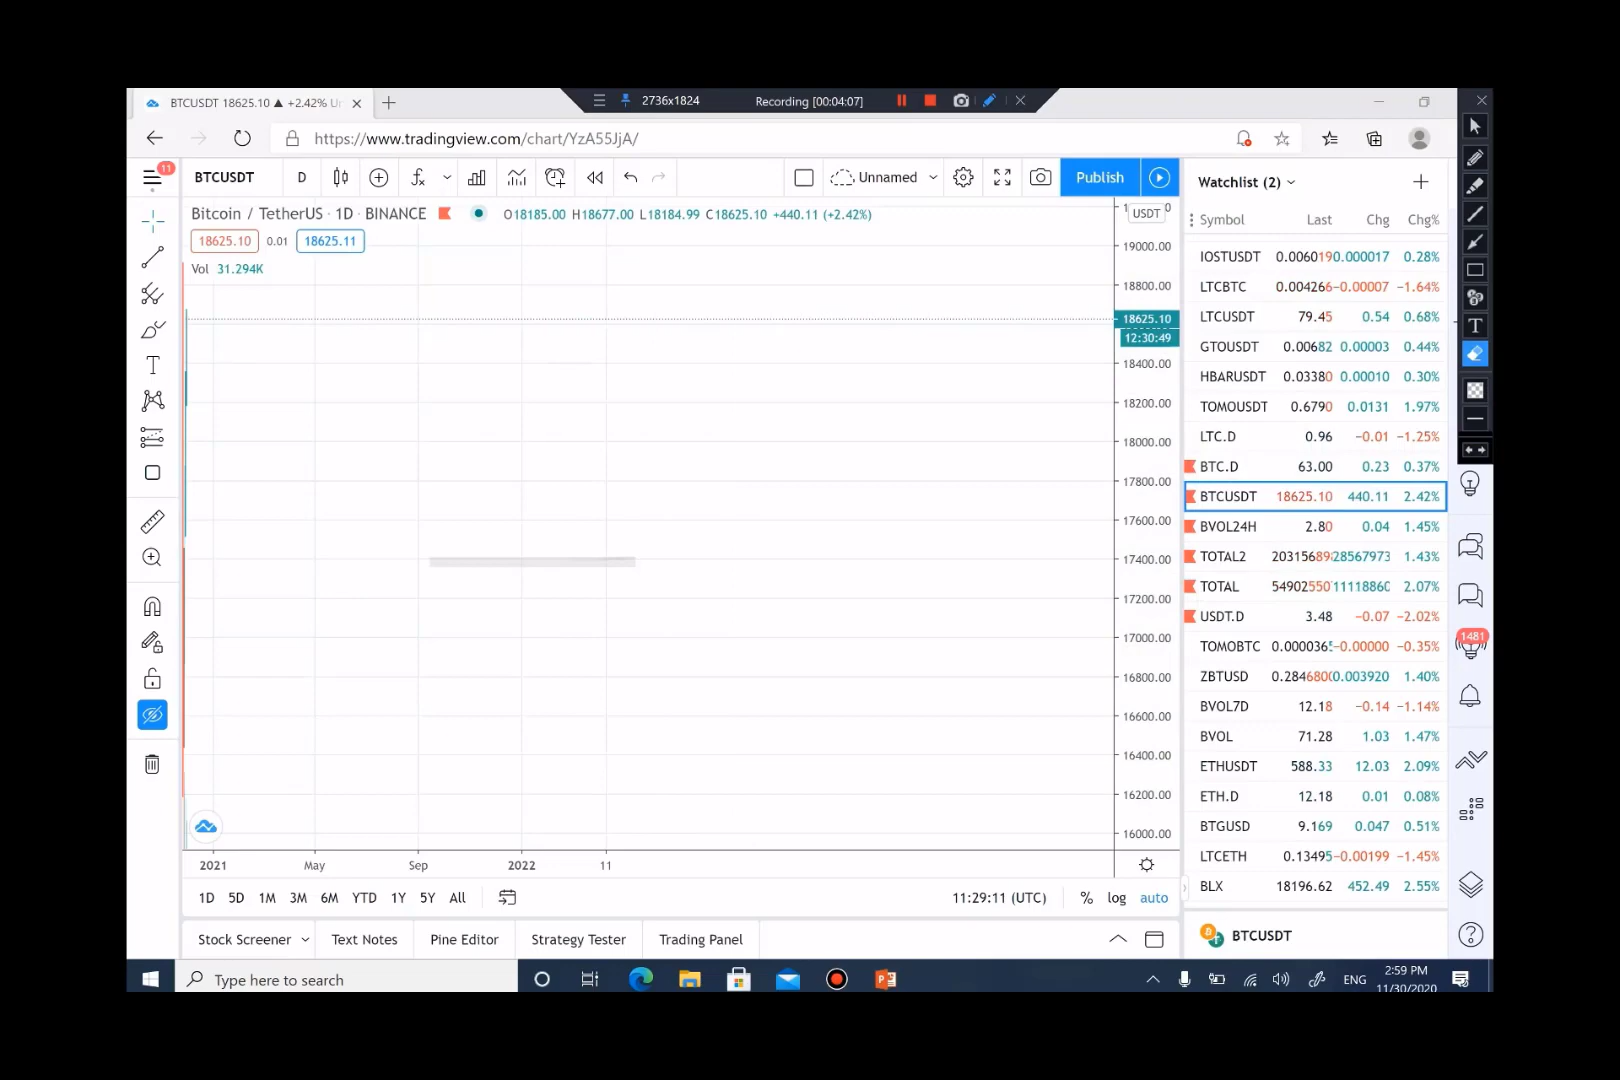 BTCUSDT 18625.10 ▲ +2.42% Un
2736x1824
Recording [00:04:07]
https://www.tradingview.com/chart/YzA55JjA/
11
BTCUSDT
D
Unnamed
Publish
Watchlist (2)
Bitcoin / TetherUS · 1D · BINANCE
O18185.00 H18677.00 L18184.99 C18625.10 +440.11 (+2.42%)
USDT
18625.10 0.01 18625.11
Vol 31.294K
Symbol Last Chg Chg%
IOSTUSDT 0.006019 0.000017 0.28%
LTCBTC 0.004266 −0.00007 −1.64%
LTCUSDT 79.45 0.54 0.68%
GTOUSDT 0.00682 0.00003 0.44%
HBARUSDT 0.03380 0.00010 0.30%
TOMOUSDT 0.6790 0.0131 1.97%
LTC.D 0.96 −0.01 −1.25%
BTC.D 63.00 0.23 0.37%
BTCUSDT 18625.10 440.11 2.42%
BVOL24H 2.80 0.04 1.45%
TOTAL2 1.43%
TOTAL 2.07%
USDT.D 3.48 −0.07 −2.02%
TOMOBTC −0.00000 −0.35%
ZBTUSD 0.003920 1.40%
BVOL7D 12.18 −0.14 −1.14%
BVOL 71.28 1.03 1.47%
ETHUSDT 588.33 12.03 2.09%
ETH.D 12.18 0.01 0.08%
BTGUSD 9.169 0.047 0.51%
LTCETH 0.13495 −0.00199 −1.45%
BLX 18196.62 452.49 2.55%
BTCUSDT
1481
19000.00
18800.00
18625.10
12:30:49
18400.00
18200.00
18000.00
17800.00
17600.00
17400.00
17200.00
17000.00
16800.00
16600.00
16400.00
16200.00
16000.00
2021 May Sep 2022 11
1D 5D 1M 3M 6M YTD 1Y 5Y All
11:29:11 (UTC) % log auto
Stock Screener Text Notes Pine Editor Strategy Tester Trading Panel
Type here to search
ENG
2:59 PM
11/30/2020